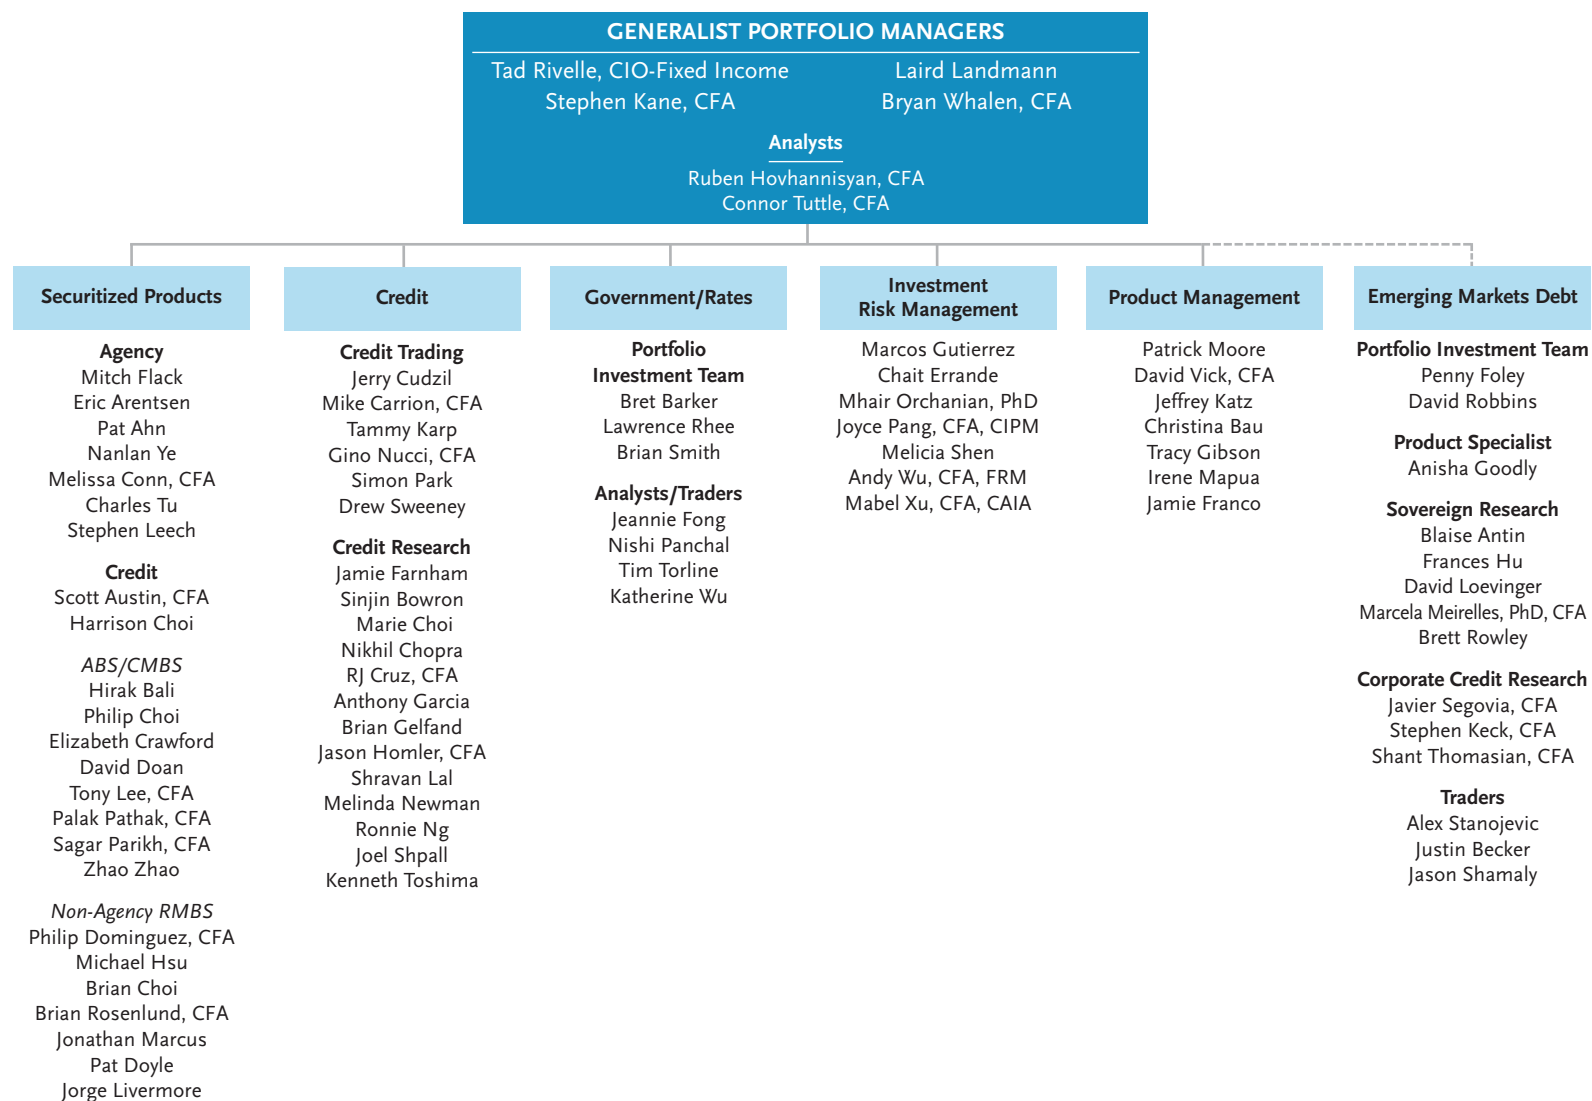 GENERALIST PORTFOLIO MANAGERS
Tad Rivelle, CIO-Fixed Income
Laird Landmann
Stephen Kane, CFA
Bryan Whalen, CFA
Analysts
Ruben Hovhannisyan, CFA
Connor Tuttle, CFA
Securitized Products
Agency
Mitch Flack
Eric Arentsen
Pat Ahn
Nanlan Ye
Melissa Conn, CFA
Charles Tu
Stephen Leech
Credit
Scott Austin, CFA
Harrison Choi
ABS/CMBS
Hirak Bali
Philip Choi
Elizabeth Crawford
David Doan
Tony Lee, CFA
Palak Pathak, CFA
Sagar Parikh, CFA
Zhao Zhao
Non-Agency RMBS
Philip Dominguez, CFA
Michael Hsu
Brian Choi
Brian Rosenlund, CFA
Jonathan Marcus
Pat Doyle
Jorge Livermore
Credit
Credit Trading
Jerry Cudzil
Mike Carrion, CFA
Tammy Karp
Gino Nucci, CFA
Simon Park
Drew Sweeney
Credit Research
Jamie Farnham
Sinjin Bowron
Marie Choi
Nikhil Chopra
RJ Cruz, CFA
Anthony Garcia
Brian Gelfand
Jason Homler, CFA
Shravan Lal
Melinda Newman
Ronnie Ng
Joel Shpall
Kenneth Toshima
Government/Rates
Portfolio
Investment Team
Bret Barker
Lawrence Rhee
Brian Smith
Analysts/Traders
Jeannie Fong
Nishi Panchal
Tim Torline
Katherine Wu
Investment
Risk Management
Marcos Gutierrez
Chait Errande
Mhair Orchanian, PhD
Joyce Pang, CFA, CIPM
Melicia Shen
Andy Wu, CFA, FRM
Mabel Xu, CFA, CAIA
Product Management
Patrick Moore
David Vick, CFA
Jeffrey Katz
Christina Bau
Tracy Gibson
Irene Mapua
Jamie Franco
Emerging Markets Debt
Portfolio Investment Team
Penny Foley
David Robbins
Product Specialist
Anisha Goodly
Sovereign Research
Blaise Antin
Frances Hu
David Loevinger
Marcela Meirelles, PhD, CFA
Brett Rowley
Corporate Credit Research
Javier Segovia, CFA
Stephen Keck, CFA
Shant Thomasian, CFA
Traders
Alex Stanojevic
Justin Becker
Jason Shamaly